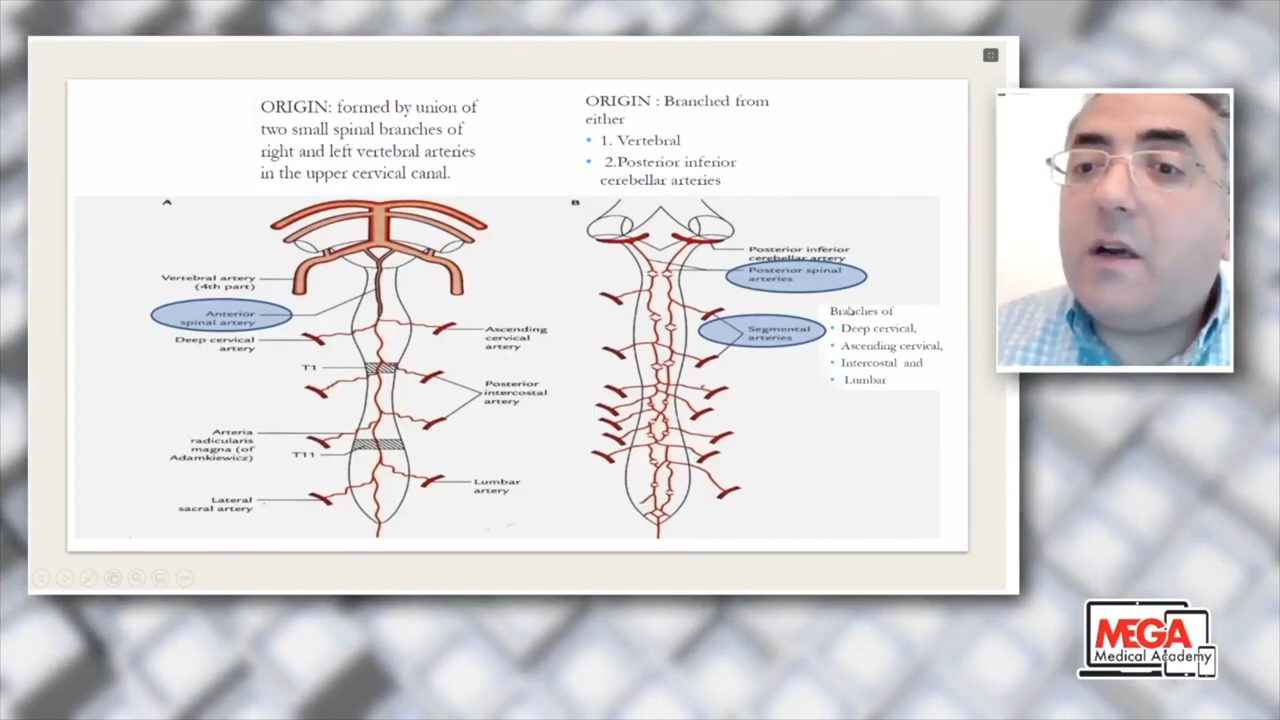 ORIGIN: formed by union of
two small spinal branches of
right and left vertebral arteries
in the upper cervical canal.
ORIGIN : Branched from
either
• 1. Vertebral
• 2.Posterior inferior
cerebellar arteries
A
Vertebral artery
(4th part)
Anterior
spinal artery
Deep cervical
artery
T1
Arteria
radicularis
magna (of
Adamkiewicz)
T11
Lateral
sacral artery
Ascending
cervical
artery
Posterior
intercostal
artery
Lumbar
artery
B
Posterior inferior
cerebellar artery
Posterior spinal
arteries
Segmental
arteries
Branches of
• Deep cervical,
• Ascending cervical,
• Intercostal and
• Lumbar
MEGA
Medical Academy